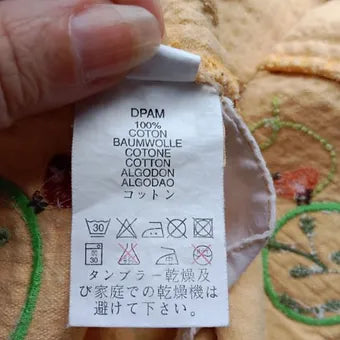 DPAM
100%
COTON
BAUMWOLLE
COTONE
COTTON
ALGODON
ALGODAO
コットン
30
30
タンブラー乾燥及
び家庭での乾燥機は
避けて下さい。